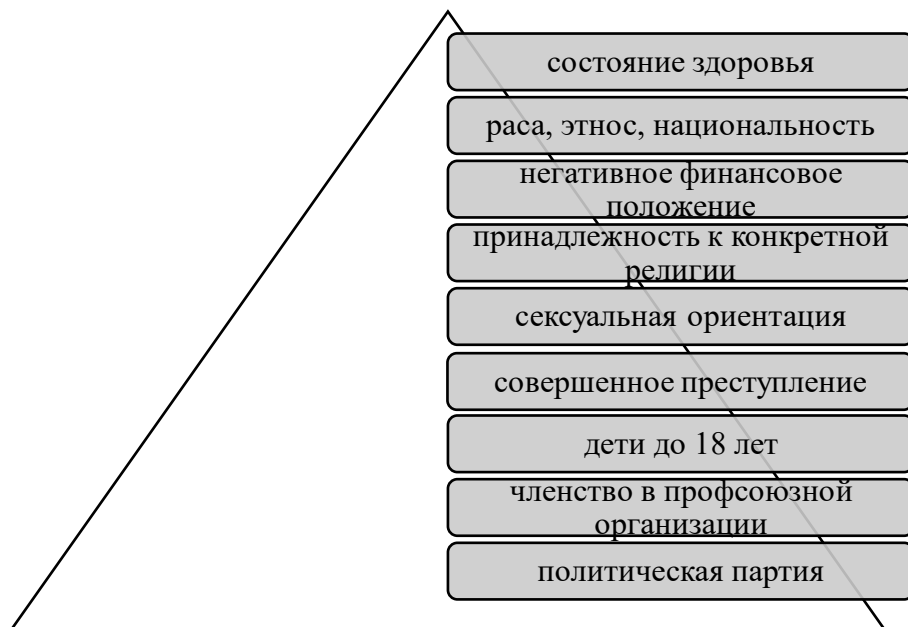 состояние здоровья
раса, этнос, национальность
негативное финансовое
положение
принадлежность к конкретной
религии
сексуальная ориентация
совершенное преступление
дети до 18 лет
членство в профсоюзной
организации
политическая партия